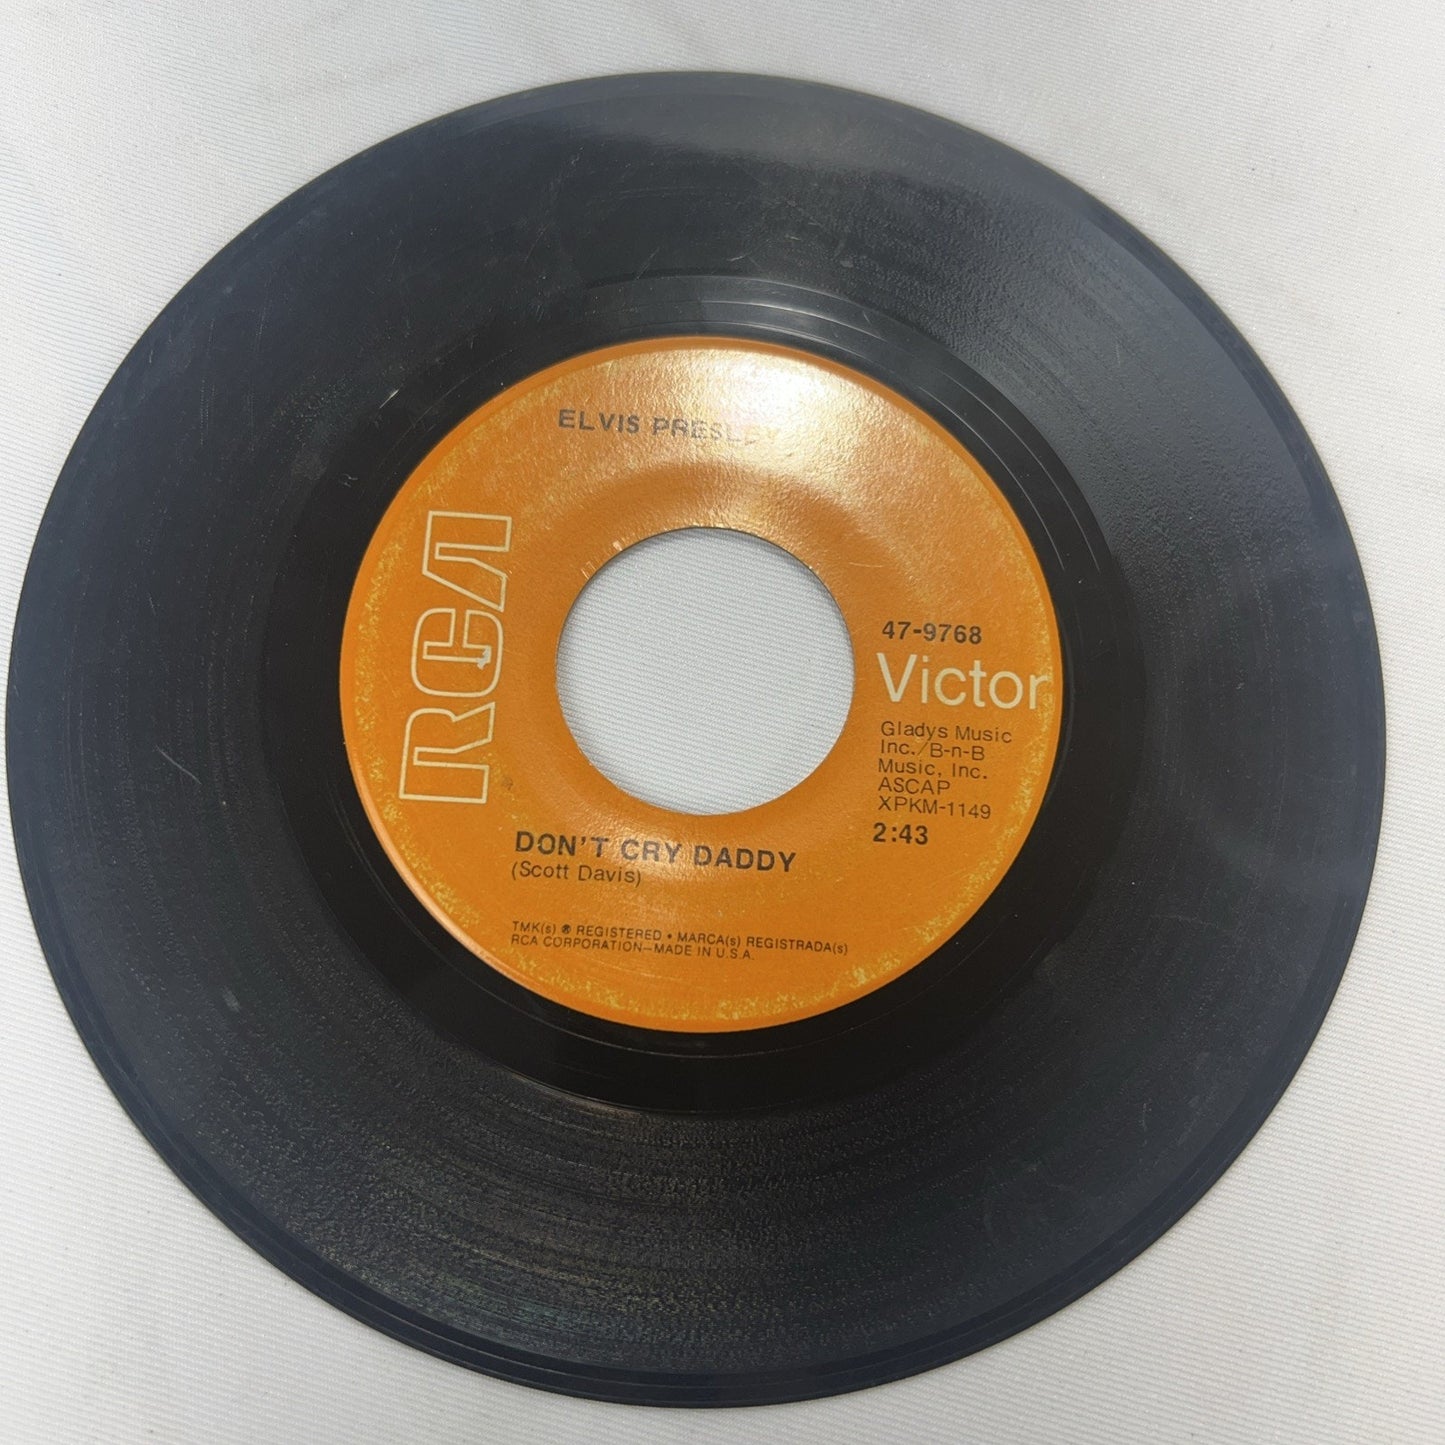 ELVIS PRESLEY
RCA
47-9768
Victor
Gladys Music
Inc./B-n-B
Music, Inc.
ASCAP
XPKM-1149
2:43
DON'T CRY DADDY
(Scott Davis)
TMK(s) ® REGISTERED • MARCA(s) REGISTRADA(s)
RCA CORPORATION—MADE IN U.S.A.